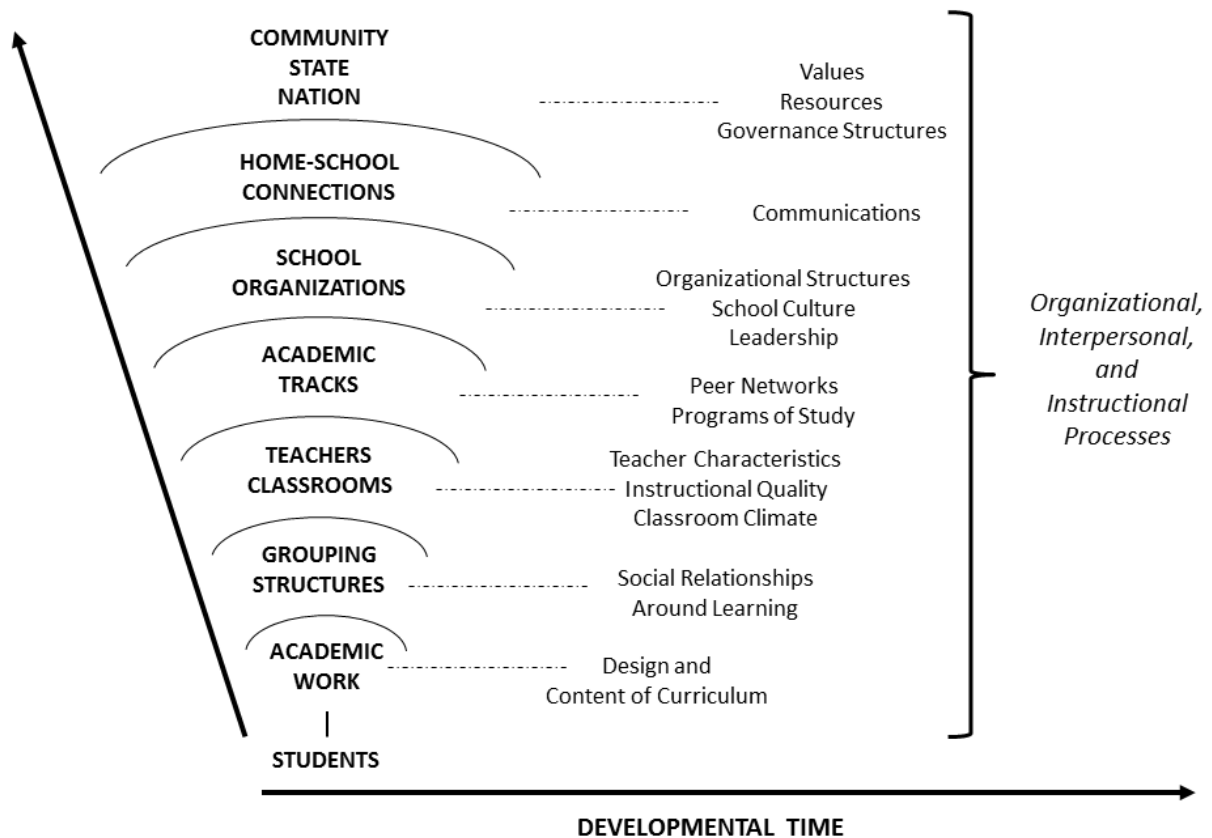 COMMUNITY
STATE
NATION
Values
Resources
Governance Structures
HOME-SCHOOL
CONNECTIONS
Communications
SCHOOL
ORGANIZATIONS
Organizational Structures
School Culture
Leadership
ACADEMIC
TRACKS
Peer Networks
Programs of Study
TEACHERS
CLASSROOMS
Teacher Characteristics
Instructional Quality
Classroom Climate
GROUPING
STRUCTURES
Social Relationships
Around Learning
ACADEMIC
WORK
Design and
Content of Curriculum
STUDENTS
Organizational,
Interpersonal,
and
Instructional
Processes
DEVELOPMENTAL TIME